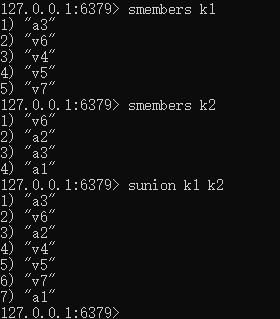 127.0.0.1:6379> smembers k1
1) "a3"
2) "v6"
3) "v4"
4) "v5"
5) "v7"
127.0.0.1:6379> smembers k2
1) "v6"
2) "a2"
3) "a3"
4) "a1"
127.0.0.1:6379> sunion k1 k2
1) "a3"
2) "v6"
3) "a2"
4) "v4"
5) "v5"
6) "v7"
7) "a1"
127.0.0.1:6379>